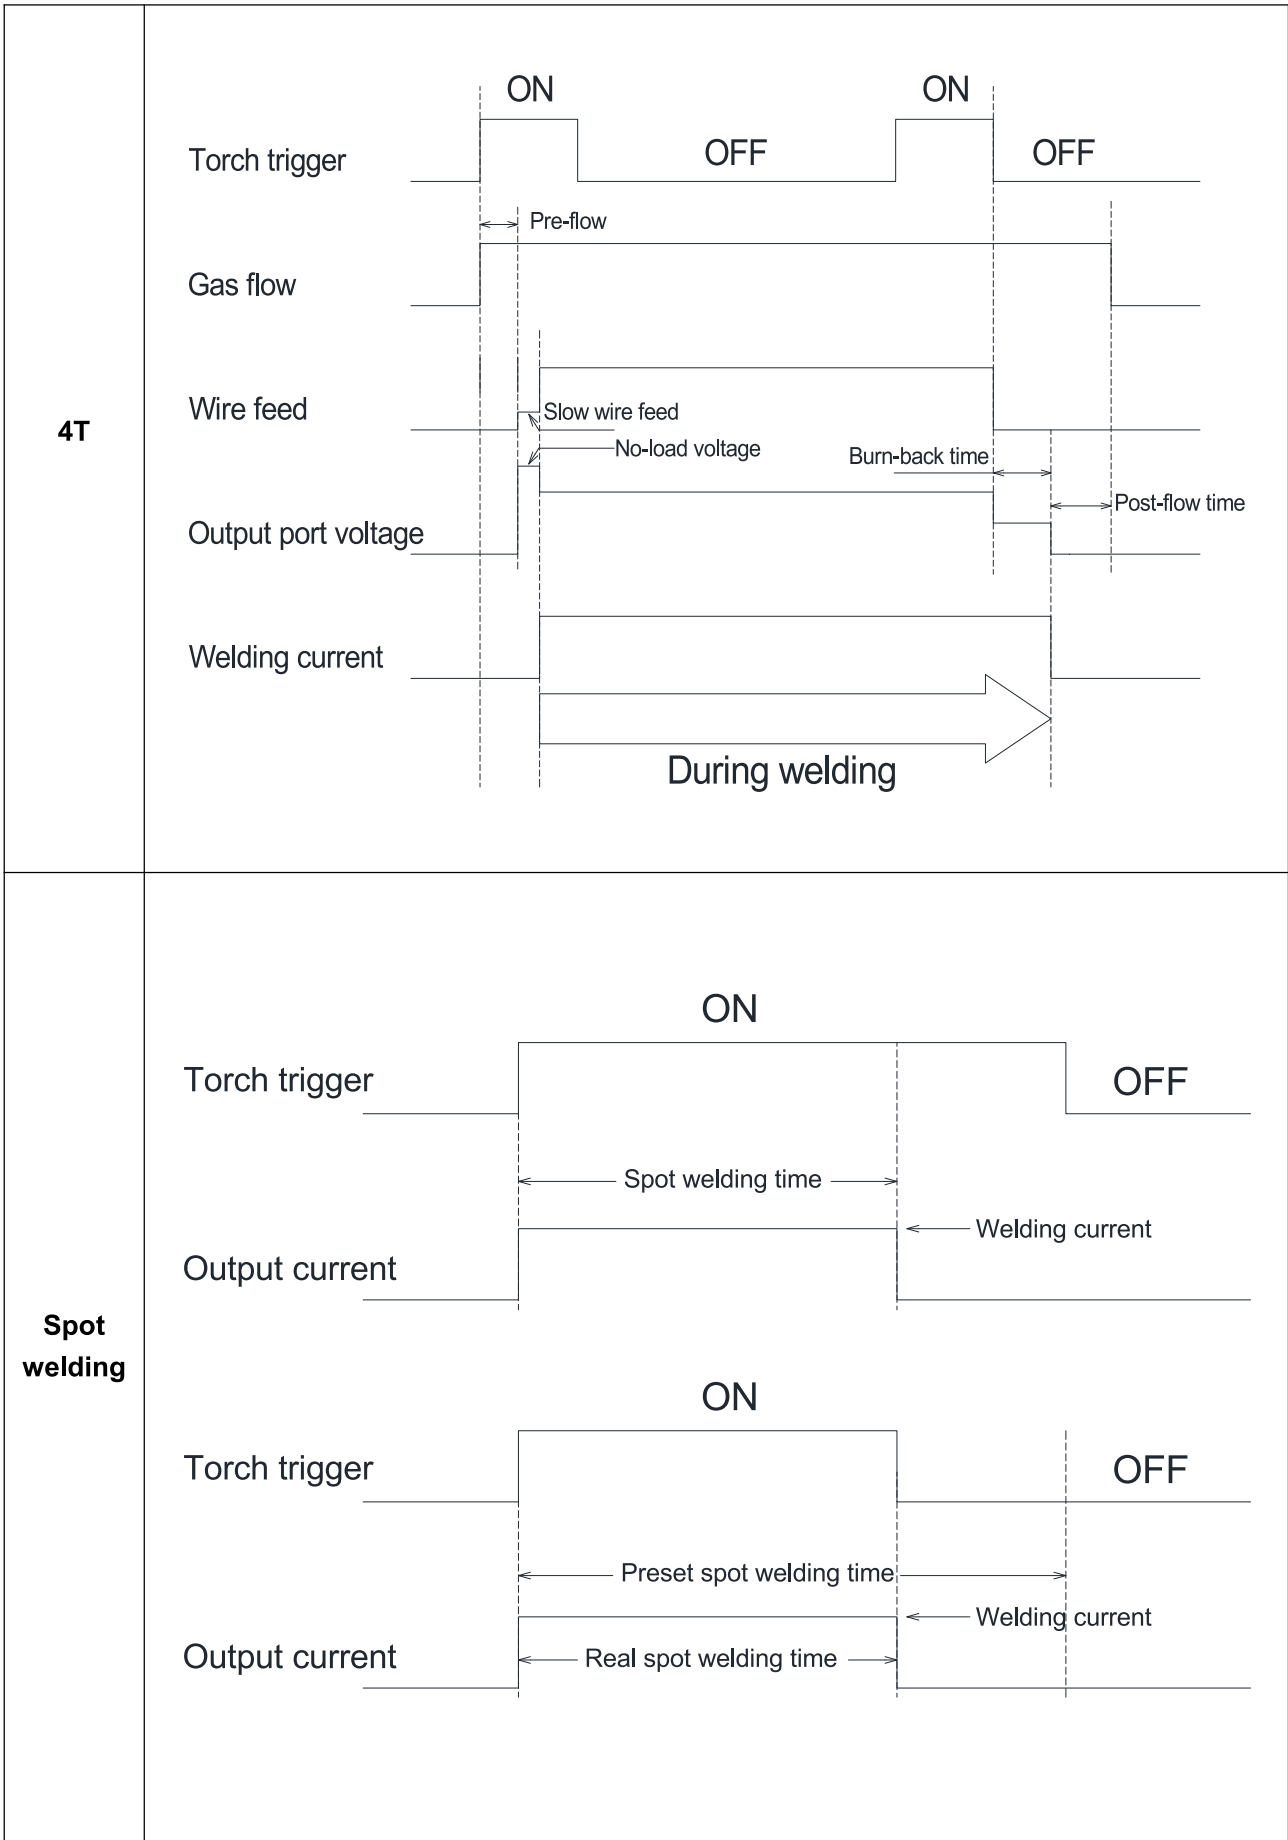 4T
ON
ON
Torch trigger
OFF
OFF
Pre-flow
Gas flow
Wire feed
Slow wire feed
No-load voltage
Burn-back time
Post-flow time
Output port voltage
Welding current
During welding
Spot
welding
ON
Torch trigger
OFF
Spot welding time
Welding current
Output current
ON
Torch trigger
OFF
Preset spot welding time
Welding current
Output current
Real spot welding time